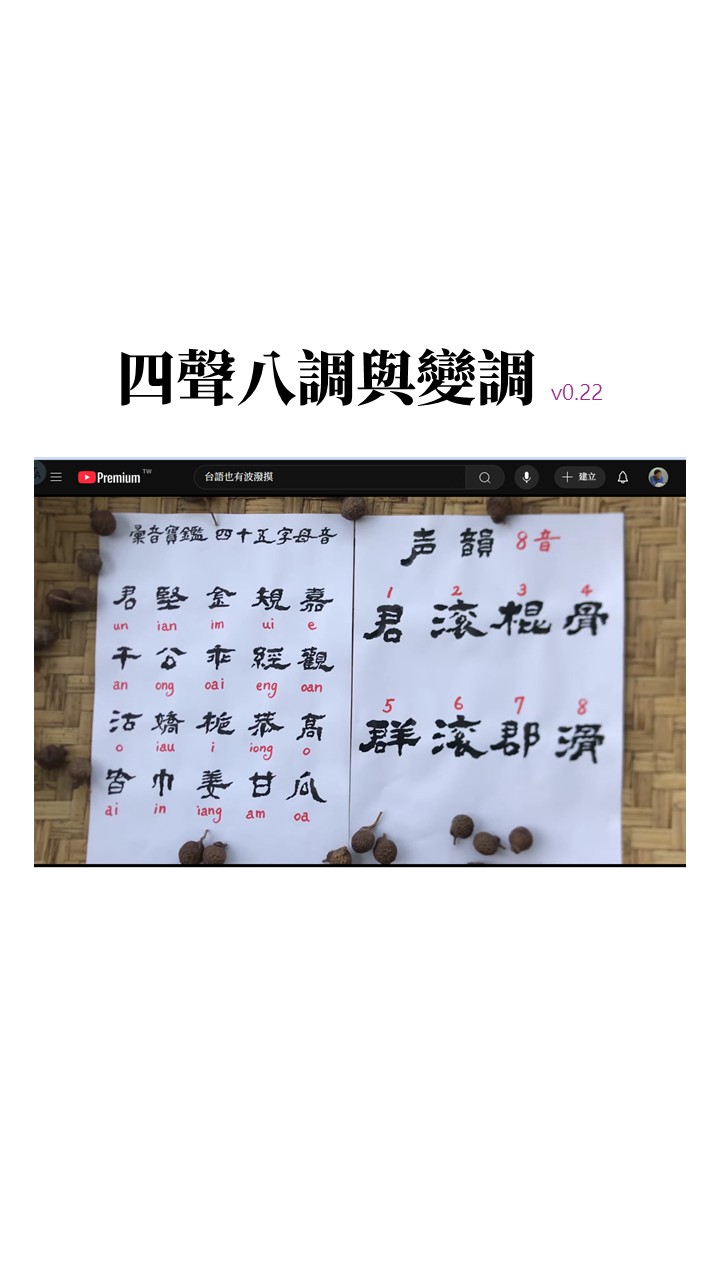 四聲八調與變調 v0.22
Premium TW
台語也有波潑摸
建立
彙音寶鑑 四十五字母音
君 堅 金 規 嘉
un ian im ui e
干 公 乖 經 觀
an ong oai eng oan
沽 嬌 梔 恭 高
o iau i iong o
皆 巾 姜 甘 瓜
ai in iang am oa
声 韻 8音
1 2 3 4
君 滚 棍 骨
5 6 7 8
群 滚 郡 滑